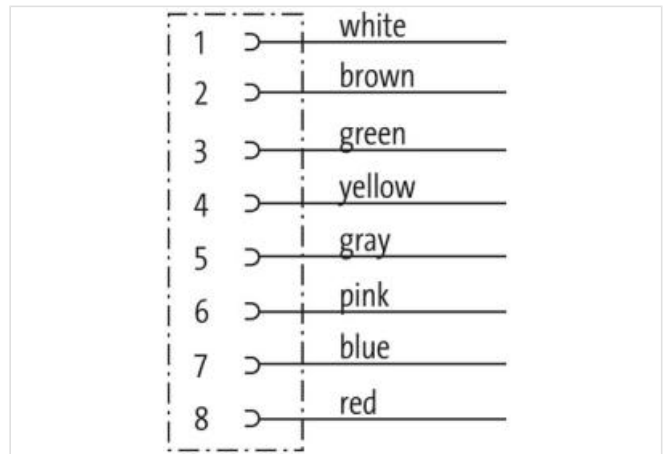 1 white
2 brown
3 green
4 yellow
5 gray
6 pink
7 blue
8 red